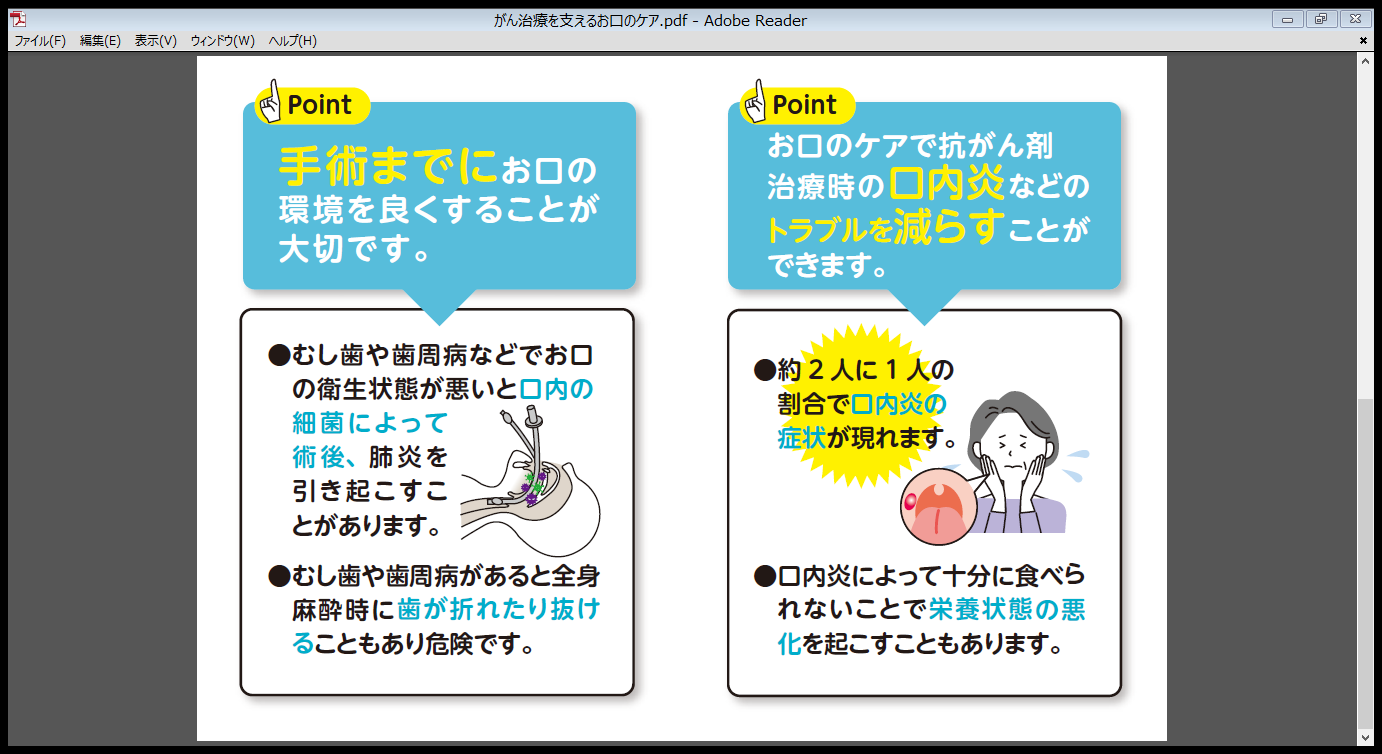 がん治療を支えるお口のケア.pdf - Adobe Reader
ファイル(F) 編集(E) 表示(V) ウィンドウ(W) ヘルプ(H)
Point
手術までにお口の
環境を良くすることが
大切です。
●むし歯や歯周病などでお口
の衛生状態が悪いと口内の
細菌によって
術後、肺炎を
引き起こすこ
とがあります。
●むし歯や歯周病があると全身
麻酔時に歯が折れたり抜け
ることもあり危険です。
Point
お口のケアで抗がん剤
治療時の口内炎などの
トラブルを減らすことが
できます。
●約2人に1人の
割合で口内炎の
症状が現れます。
●口内炎によって十分に食べら
れないことで栄養状態の悪
化を起こすこともあります。